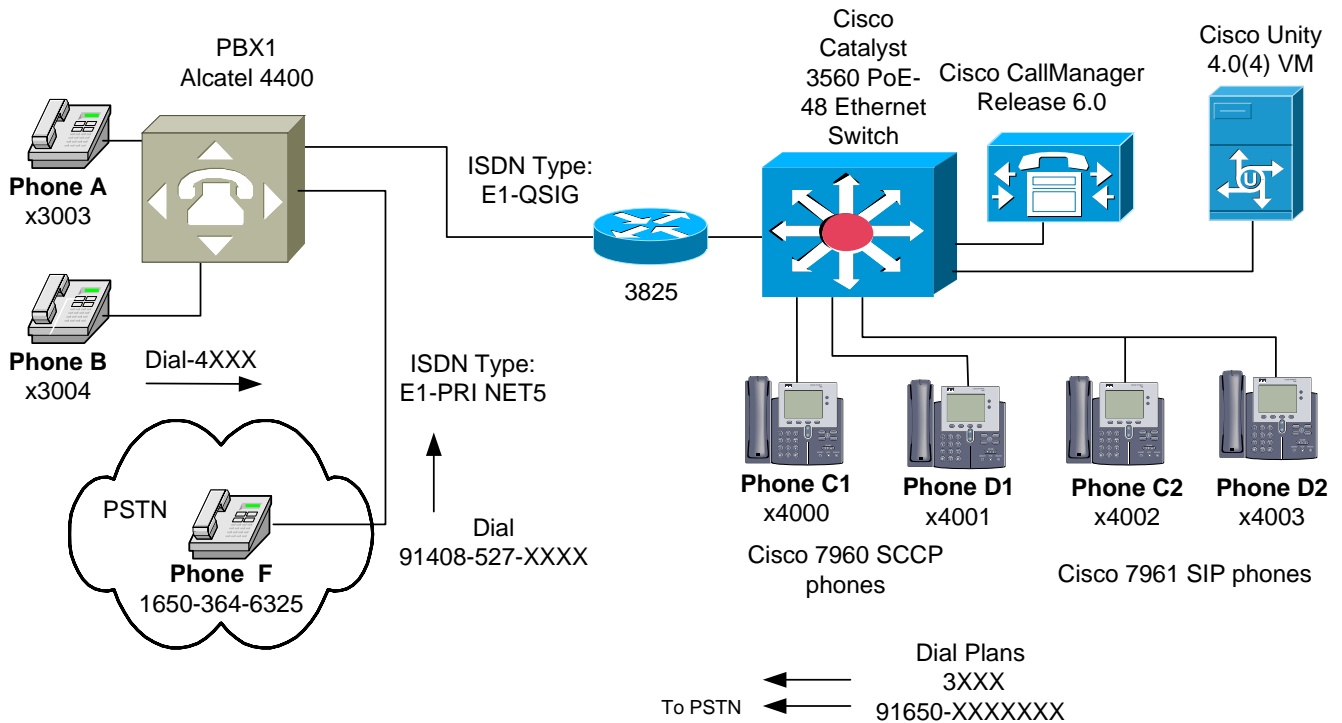 PBX1
Alcatel 4400
Cisco
Catalyst
3560 PoE-
48 Ethernet
Switch
Cisco CallManager
Release 6.0
Cisco Unity
4.0(4) VM
Phone A
x3003
ISDN Type:
E1-QSIG
U
3825
Phone B
x3004
Dial-4XXX
ISDN Type:
E1-PRI NET5
Phone C1
x4000
Phone D1
x4001
Phone C2
x4002
Phone D2
x4003
Cisco 7960 SCCP
phones
Cisco 7961 SIP phones
PSTN
Phone F
1650-364-6325
Dial
91408-527-XXXX
Dial Plans
3XXX
To PSTN
91650-XXXXXXX